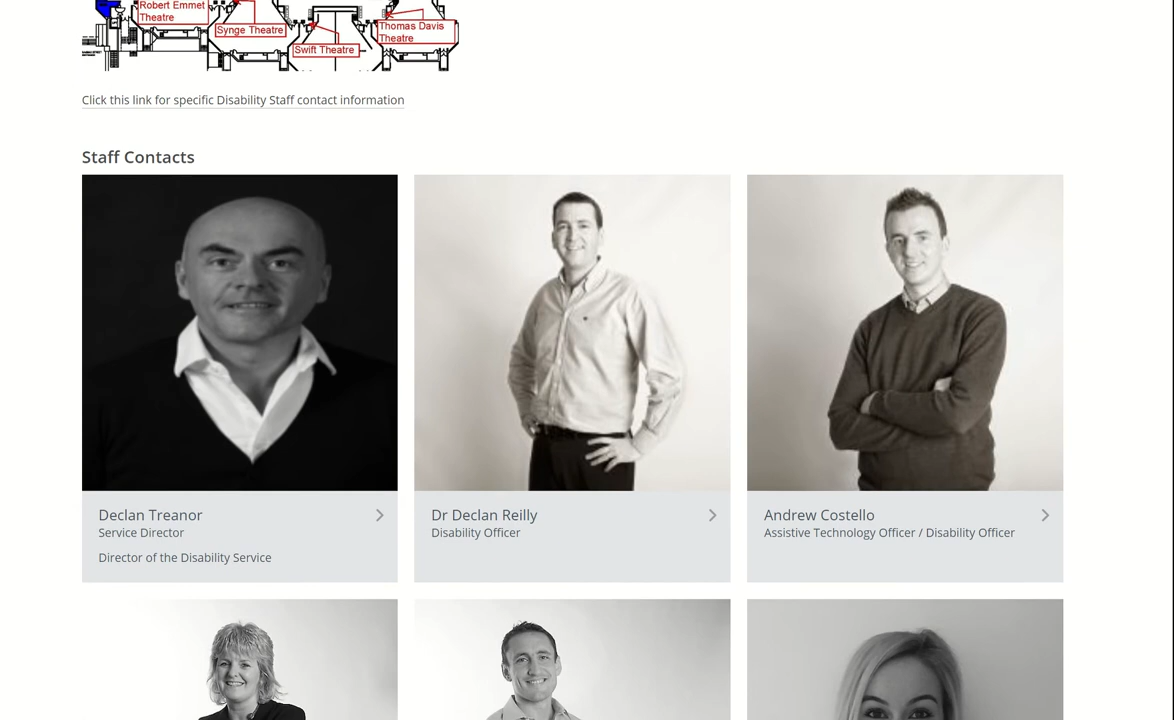 Robert Emmet
Theatre
Synge Theatre
Swift Theatre
Thomas Davis
Theatre
Click this link for specific Disability Staff contact information
Staff Contacts
Declan Treanor
Service Director
Director of the Disability Service
Dr Declan Reilly
Disability Officer
Andrew Costello
Assistive Technology Officer / Disability Officer